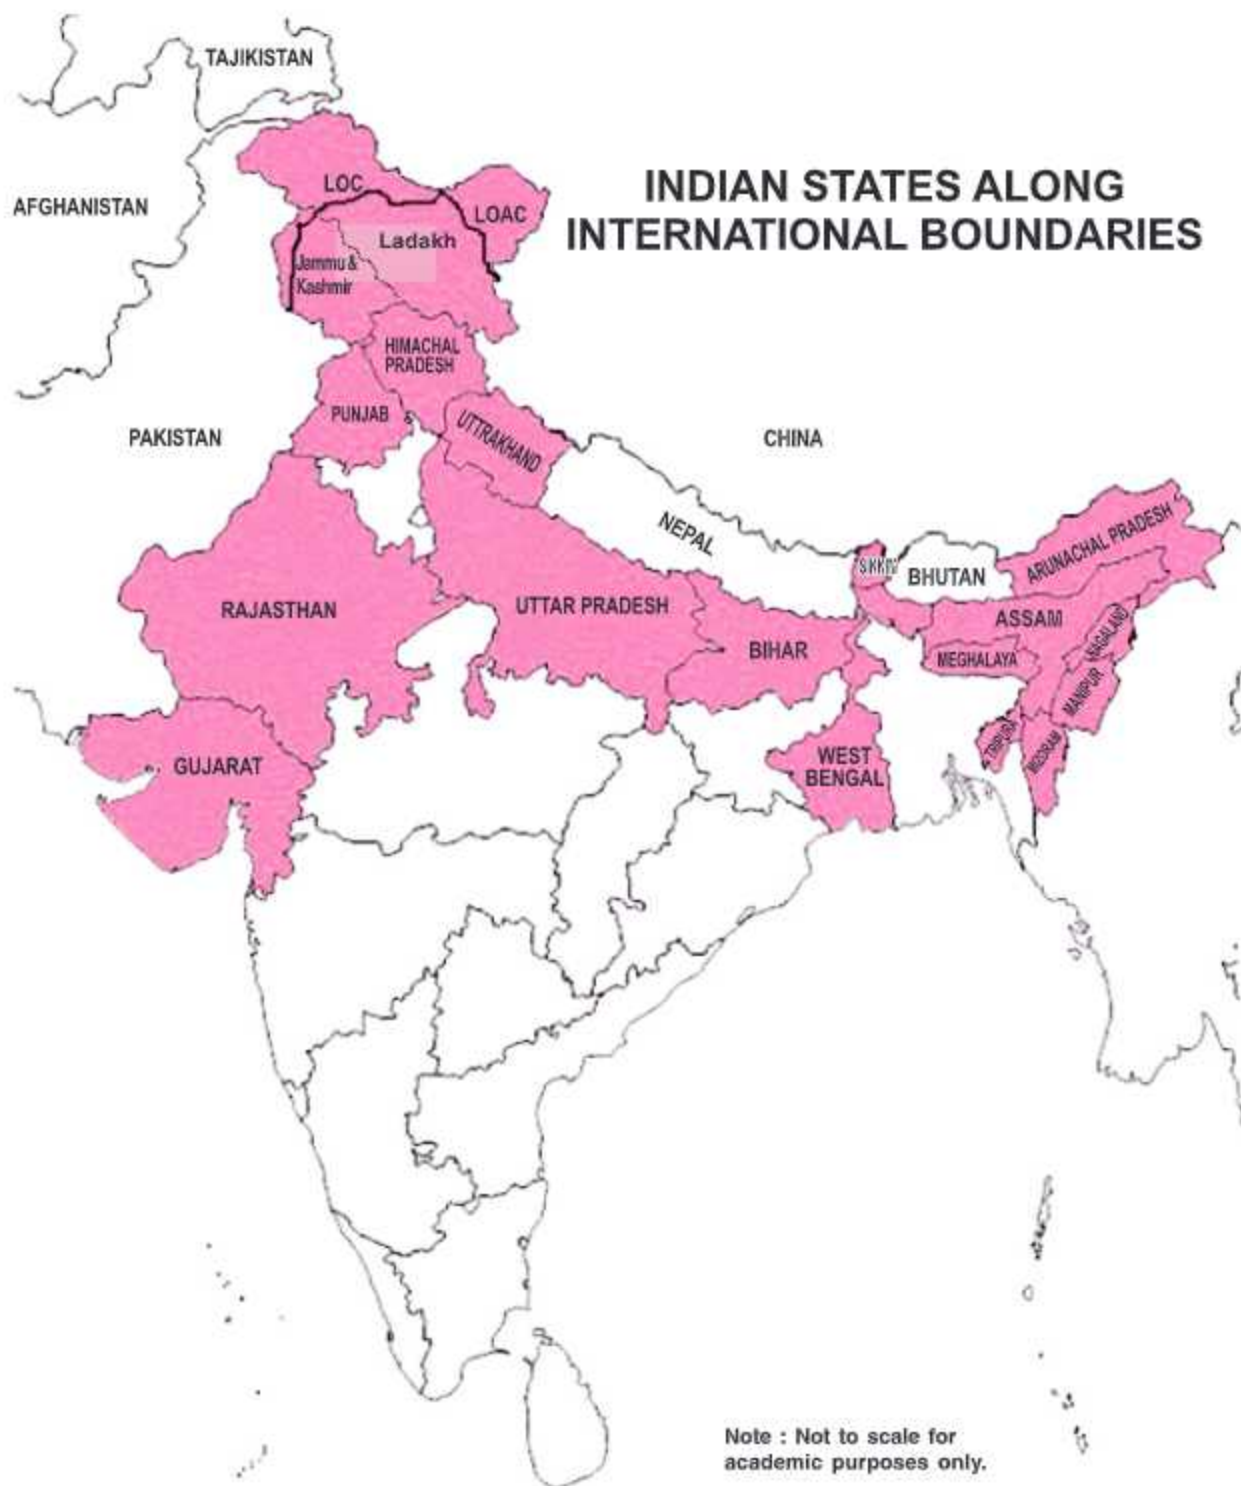 TAJIKISTAN
AFGHANISTAN
INDIAN STATES ALONG
INTERNATIONAL BOUNDARIES
LOC
LOAC
Ladakh
Jammu &
Kashmir
HIMACHAL
PRADESH
PUNJAB
UTTRAKHAND
PAKISTAN
CHINA
NEPAL
SIKKIM
BHUTAN
ARUNACHAL PRADESH
RAJASTHAN
UTTAR PRADESH
BIHAR
ASSAM
NAGALAND
MEGHALAYA
MANIPUR
TRIPURA
MIZORAM
GUJARAT
WEST
BENGAL
Note : Not to scale for
academic purposes only.